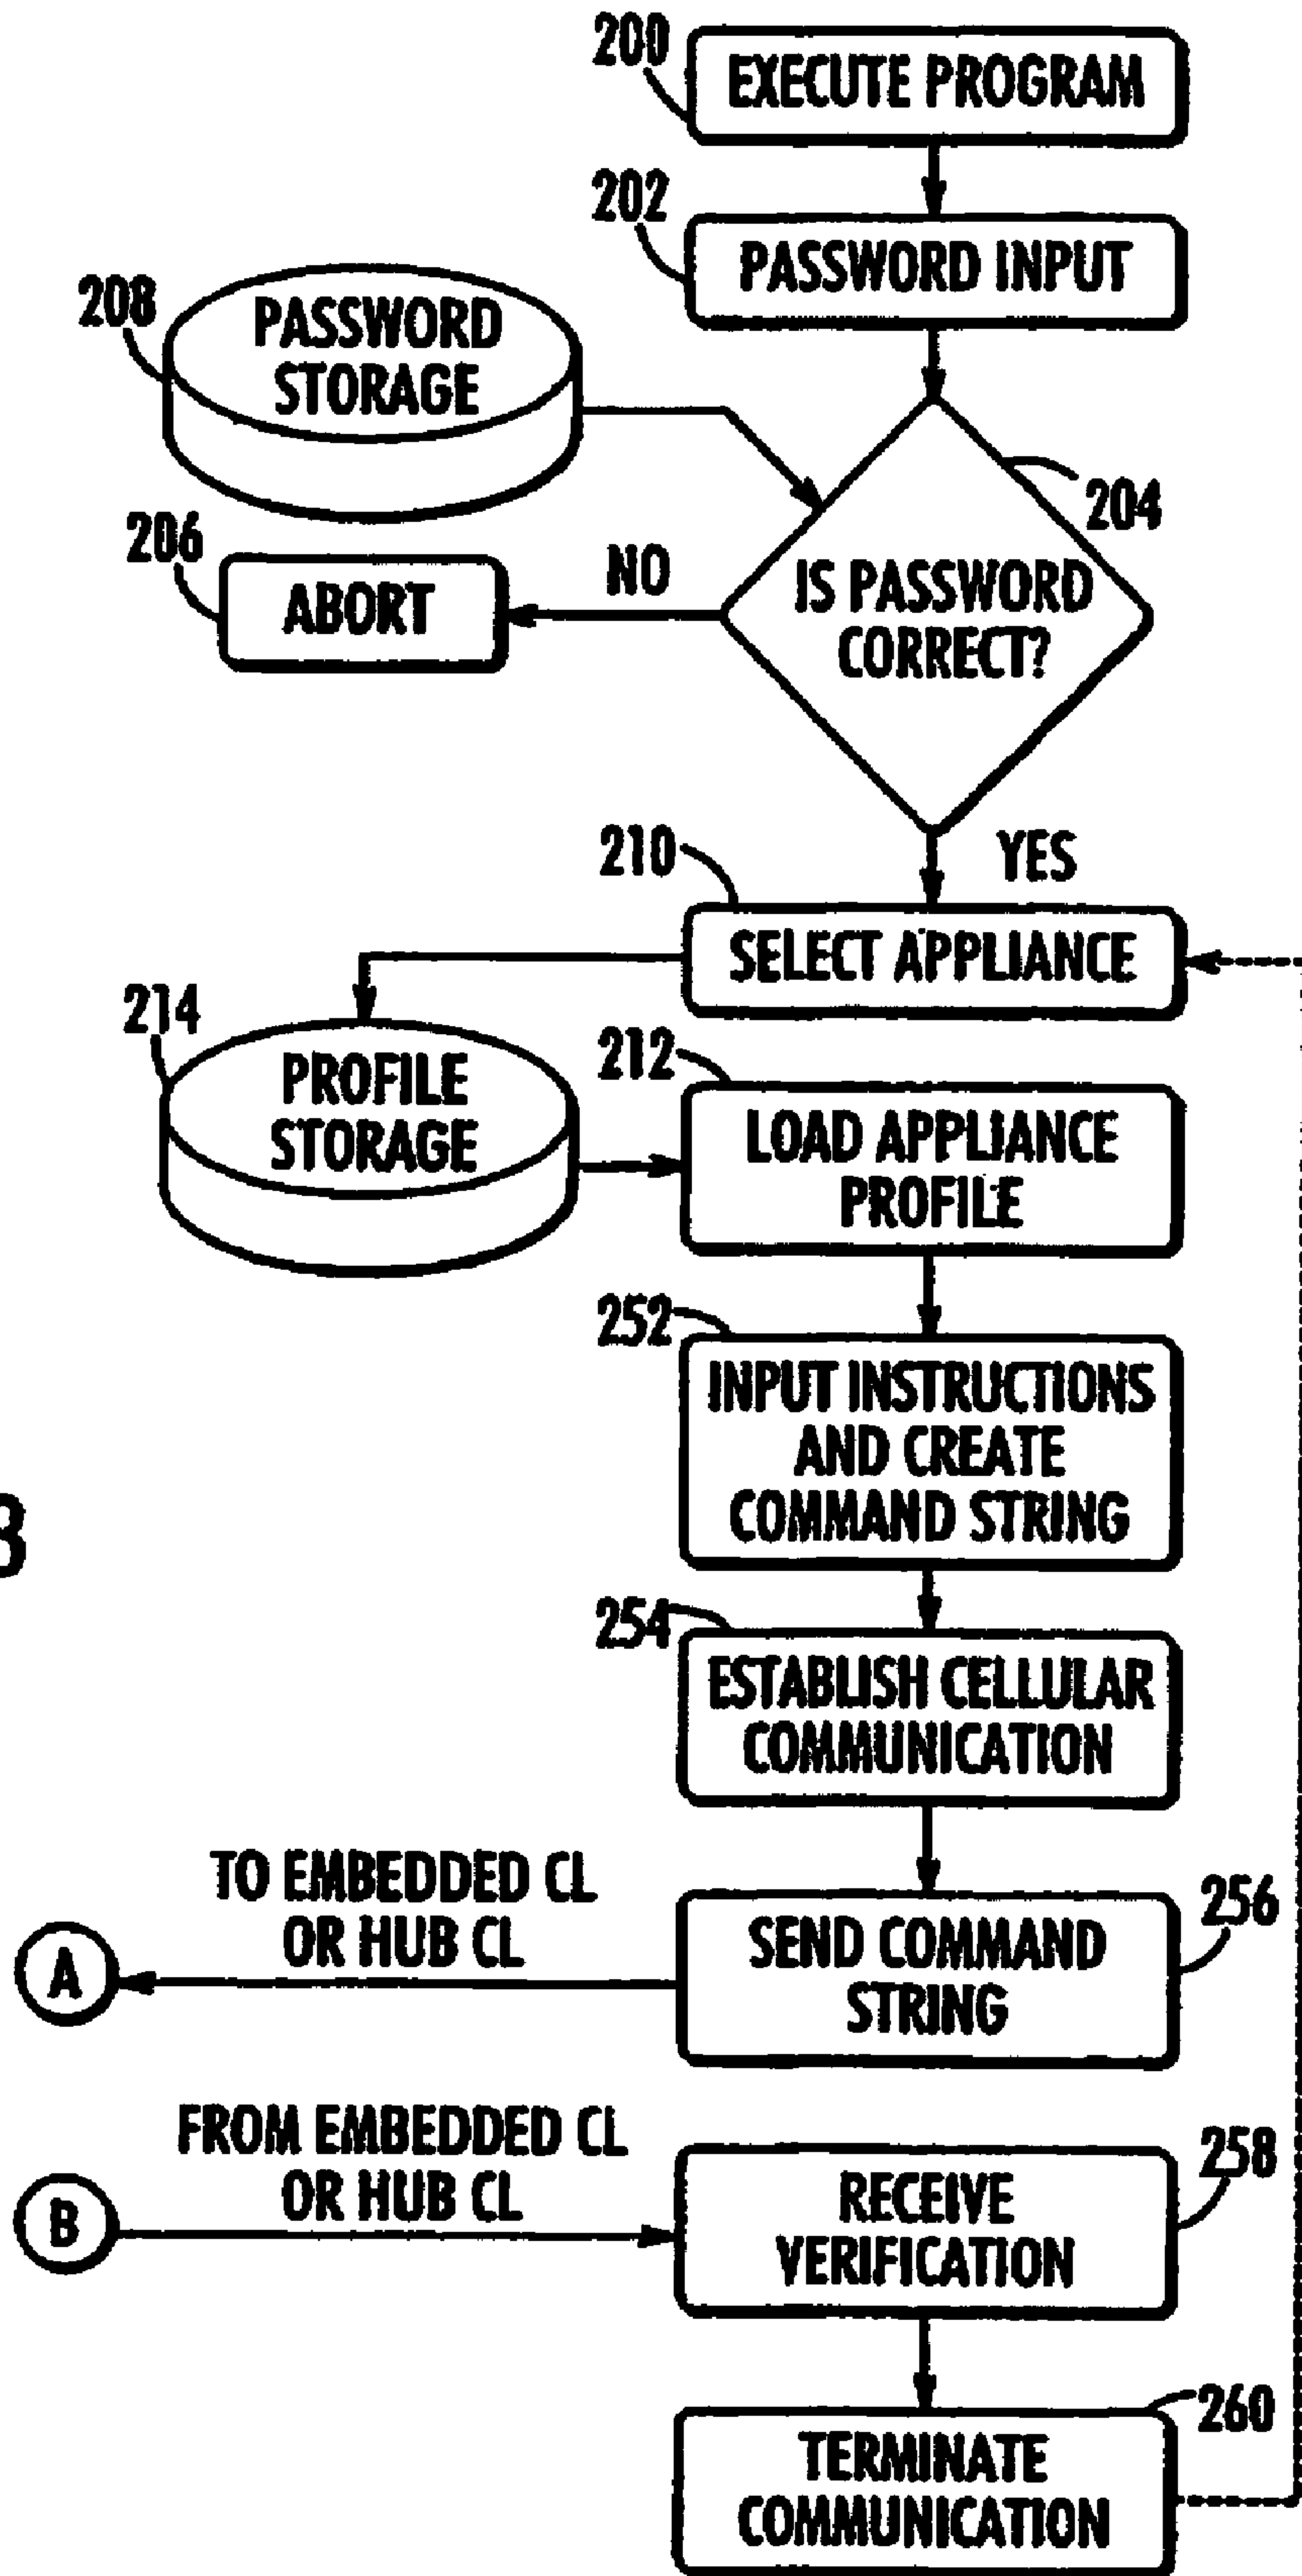 200
EXECUTE PROGRAM
202
PASSWORD INPUT
208
PASSWORD
STORAGE
204
206
ABORT
NO
IS PASSWORD
CORRECT?
210
YES
SELECT APPLIANCE
214
PROFILE
STORAGE
212
LOAD APPLIANCE
PROFILE
252
INPUT INSTRUCTIONS
AND CREATE
COMMAND STRING
254
ESTABLISH CELLULAR
COMMUNICATION
TO EMBEDDED CL
OR HUB CL
A
256
SEND COMMAND
STRING
FROM EMBEDDED CL
OR HUB CL
B
258
RECEIVE
VERIFICATION
260
TERMINATE
COMMUNICATION